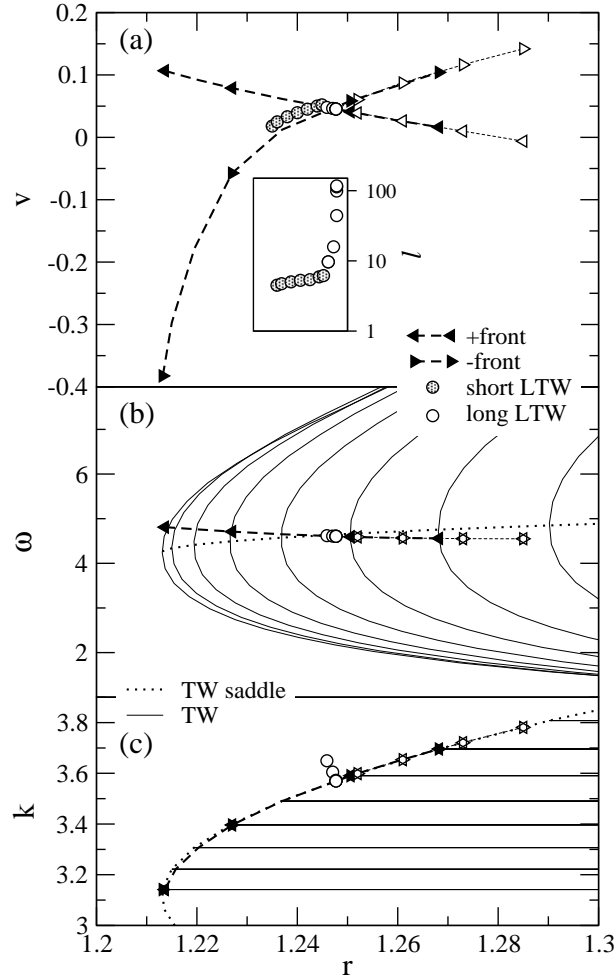 (a)
0.2
0.1
0
-0.1
-0.2
-0.3
-0.4
v
100
10
1
l
+front
-front
short LTW
long LTW
(b)
6
4
2
ω
TW saddle
TW
(c)
3.8
3.6
3.4
3.2
3
k
1.2
1.22
1.24
1.26
1.28
1.3
r